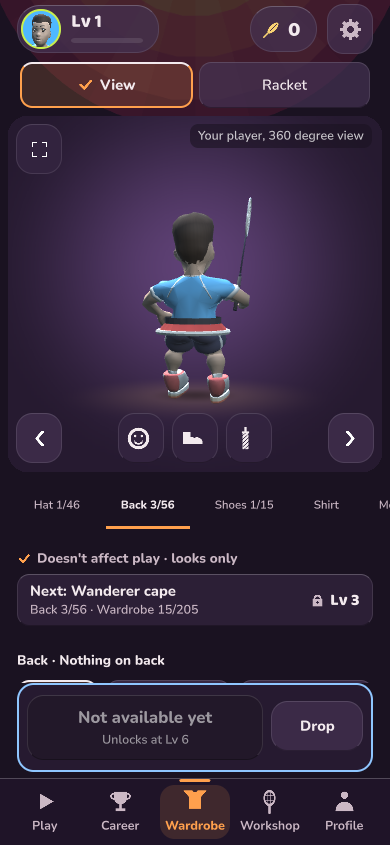 Lv 1
0
View
Racket
Your player, 360 degree view
Hat 1/46
Back 3/56
Shoes 1/15
Shirt
Doesn't affect play · looks only
Next: Wanderer cape
Back 3/56 · Wardrobe 15/205
Lv 3
Back · Nothing on back
Not available yet
Unlocks at Lv 6
Drop
Play
Career
Wardrobe
Workshop
Profile